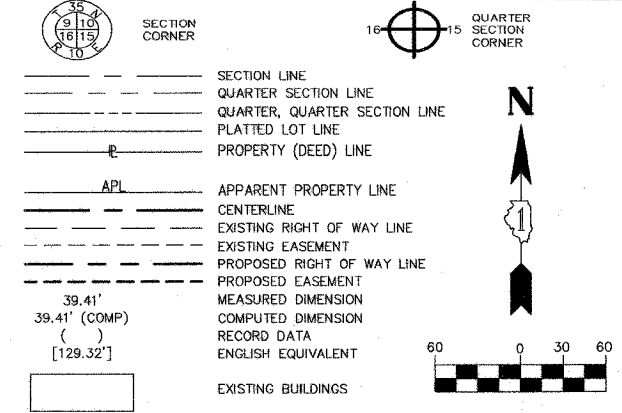 T 35 N
9 10
16 15
R 10 E
SECTION
CORNER
16 15
QUARTER
SECTION
CORNER
SECTION LINE
QUARTER SECTION LINE
QUARTER, QUARTER SECTION LINE
PLATTED LOT LINE
PL PROPERTY (DEED) LINE
APL APPARENT PROPERTY LINE
CENTERLINE
EXISTING RIGHT OF WAY LINE
EXISTING EASEMENT
PROPOSED RIGHT OF WAY LINE
PROPOSED EASEMENT
39.41' MEASURED DIMENSION
39.41' (COMP) COMPUTED DIMENSION
( ) RECORD DATA
[129.32'] ENGLISH EQUIVALENT
EXISTING BUILDINGS
N
1
60 0 30 60